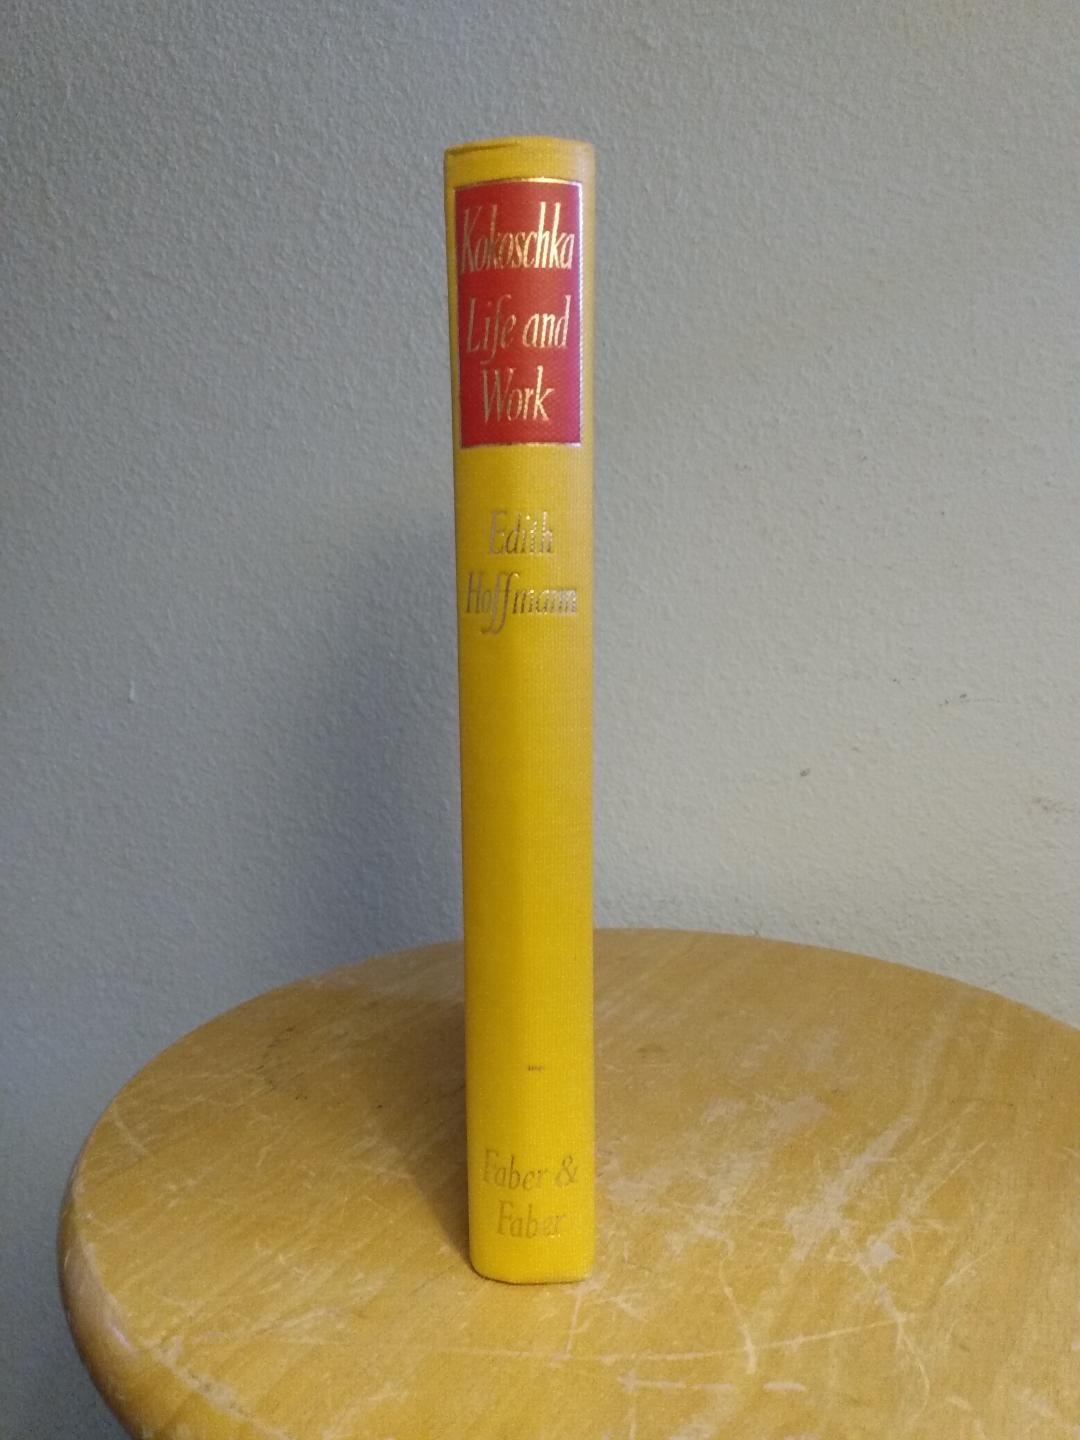 Kokoschka
Life and
Work
Edith
Hoffmann
Faber &
Faber